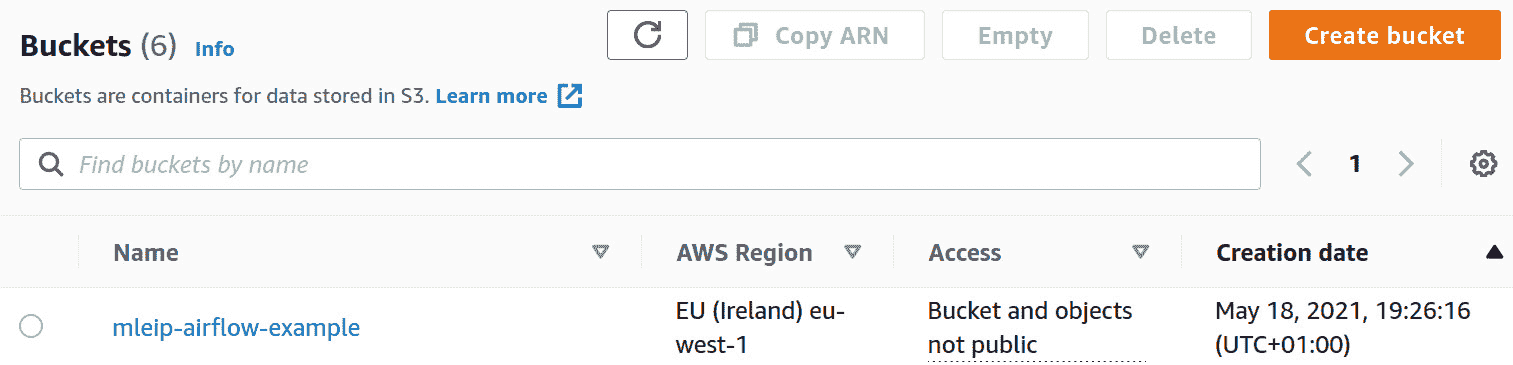 Buckets (6) Info
Copy ARN
Empty
Delete
Create bucket
Buckets are containers for data stored in S3. Learn more
Find buckets by name
1
Name
AWS Region
Access
Creation date
mleip-airflow-example
EU (Ireland) eu-
west-1
Bucket and objects
not public
May 18, 2021, 19:26:16
(UTC+01:00)